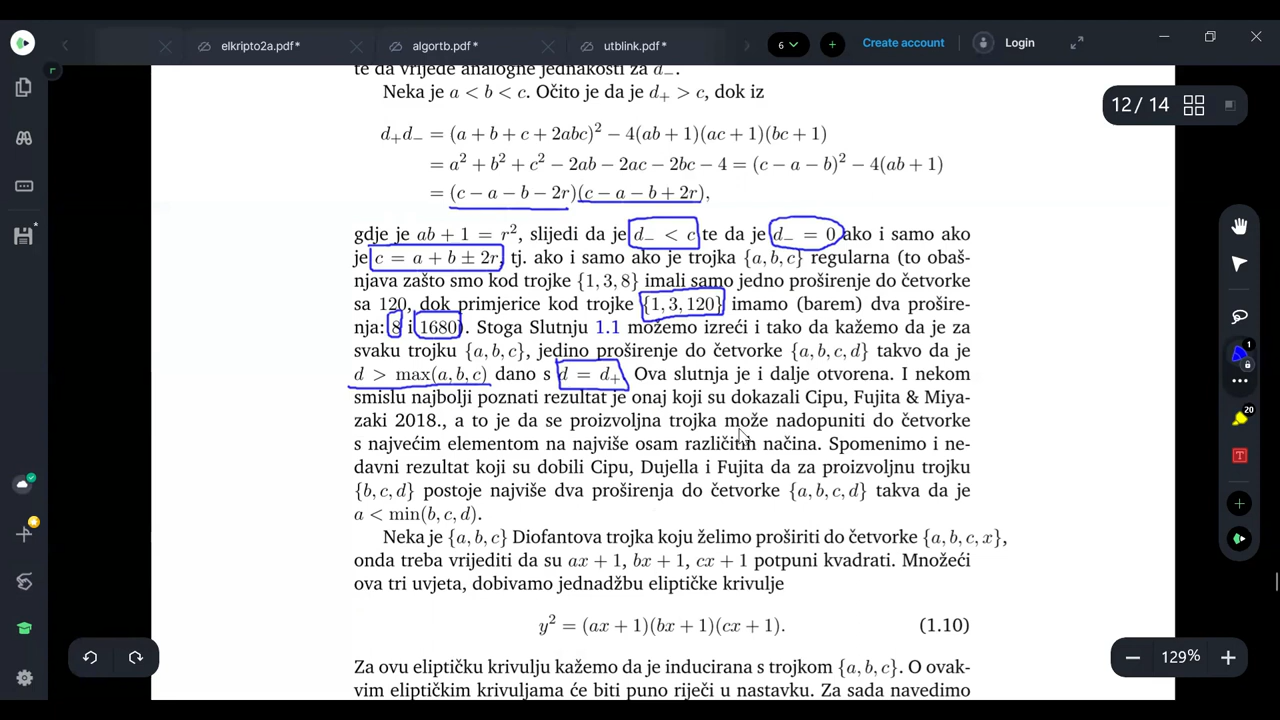 elkripto2a.pdf*
algortb.pdf*
utblink.pdf*
6
Create account
Login
12 / 14
te da vrijede analogne jednakosti za d₋.
Neka je a < b < c. Očito je da je d₊ > c, dok iz
d₊d₋ = (a + b + c + 2abc)² − 4(ab + 1)(ac + 1)(bc + 1)
= a² + b² + c² − 2ab − 2ac − 2bc − 4 = (c − a − b)² − 4(ab + 1)
= (c − a − b − 2r)(c − a − b + 2r),
gdje je ab + 1 = r², slijedi da je d₋ < c te da je d₋ = 0 ako i samo ako
je c = a + b ± 2r, tj. ako i samo ako je trojka {a, b, c} regularna (to obaš-
njava zašto smo kod trojke {1, 3, 8} imali samo jedno proširenje do četvorke
sa 120, dok primjerice kod trojke {1, 3, 120} imamo (barem) dva prošire-
nja: 8 i 1680). Stoga Slutnju 1.1 možemo izreći i tako da kažemo da je za
svaku trojku {a, b, c}, jedino proširenje do četvorke {a, b, c, d} takvo da je
d > max(a, b, c) dano s d = d₊. Ova slutnja je i dalje otvorena. I nekom
smislu najbolji poznati rezultat je onaj koji su dokazali Cipu, Fujita & Miya-
zaki 2018., a to je da se proizvoljna trojka može nadopuniti do četvorke
s najvećim elementom na najviše osam različitih načina. Spomenimo i ne-
davni rezultat koji su dobili Cipu, Dujella i Fujita da za proizvoljnu trojku
{b, c, d} postoje najviše dva proširenja do četvorke {a, b, c, d} takva da je
a < min(b, c, d).
Neka je {a, b, c} Diofantova trojka koju želimo proširiti do četvorke {a, b, c, x},
onda treba vrijediti da su ax + 1, bx + 1, cx + 1 potpuni kvadrati. Množeći
ova tri uvjeta, dobivamo jednadžbu eliptičke krivulje
y² = (ax + 1)(bx + 1)(cx + 1). (1.10)
Za ovu eliptičku krivulju kažemo da je inducirana s trojkom {a, b, c}. O ovak-
vim eliptičkim krivuljama će biti puno riječi u nastavku. Za sada navedimo
1
20
T
129%